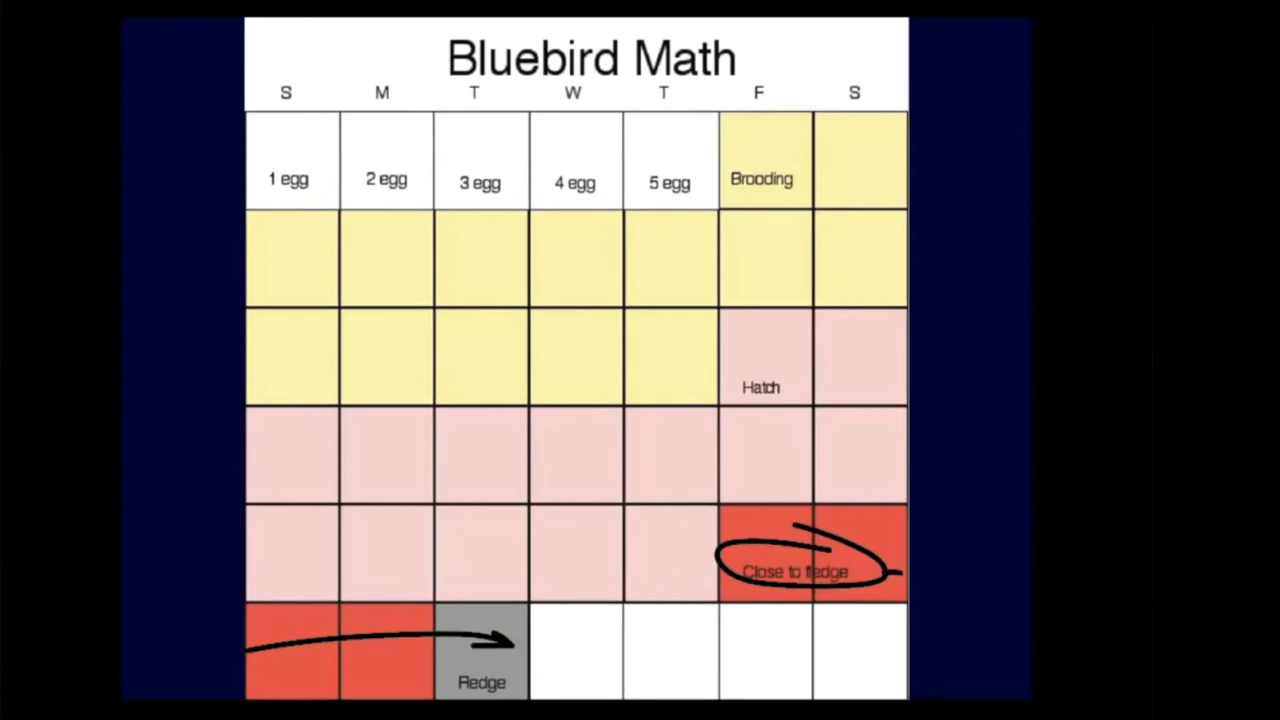 Bluebird Math
S M T W T F S
1 egg 2 egg 3 egg 4 egg 5 egg Brooding
Hatch
Close to fledge
Fledge